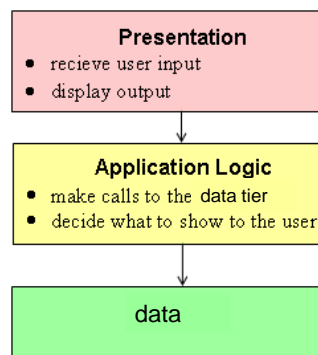 Presentation
• recieve user input
• display output
Application Logic
• make calls to the data tier
• decide what to show to the user
data